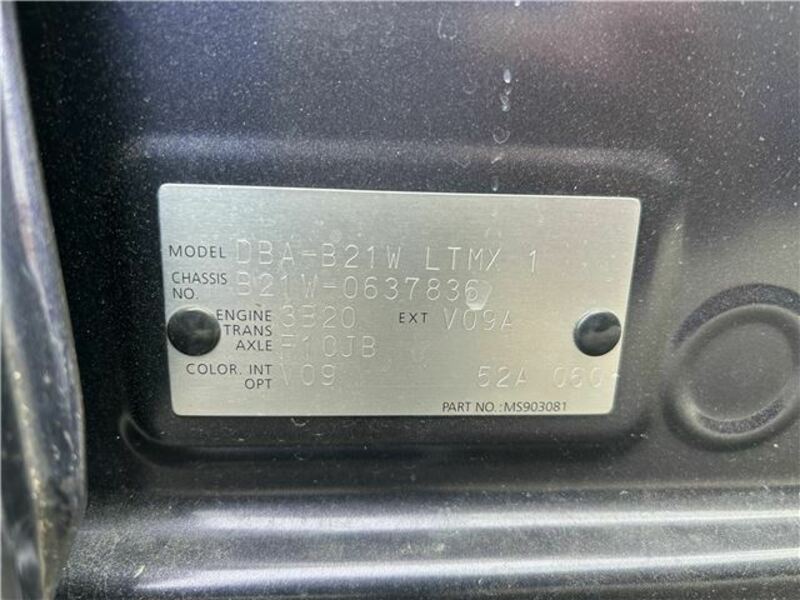 MODEL DBA-B21W LTMX 1
CHASSIS NO. B21W-0637836
ENGINE 3B20 EXT V09A
TRANS AXLE F10JB
COLOR. INT V09 52A 060
OPT
PART NO.:MS903081